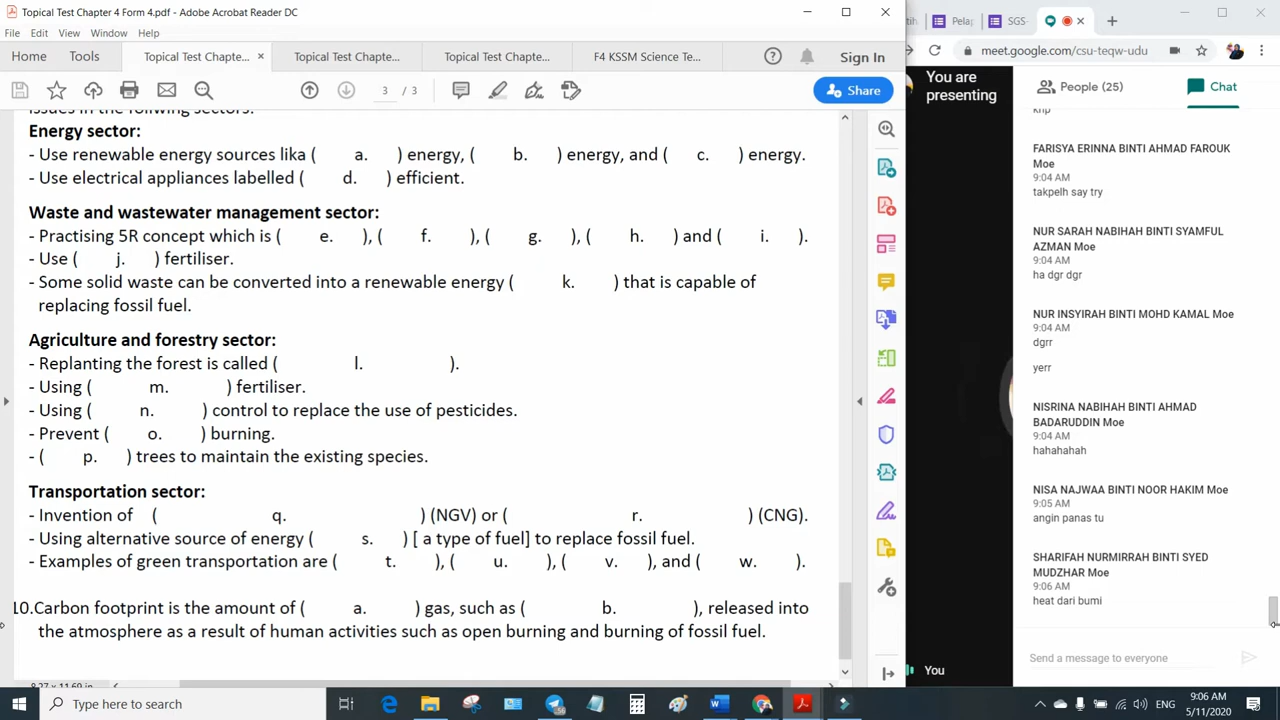 Topical Test Chapter 4 Form 4.pdf - Adobe Acrobat Reader DC
File Edit View Window Help
Home Tools Topical Test Chapte... × Topical Test Chapte... Topical Test Chapte... F4 KSSM Science Te... Sign In
3 / 3 Share
issues in the following sectors.
Energy sector:
- Use renewable energy sources lika ( a. ) energy, ( b. ) energy, and ( c. ) energy.
- Use electrical appliances labelled ( d. ) efficient.
Waste and wastewater management sector:
- Practising 5R concept which is ( e. ), ( f. ), ( g. ), ( h. ) and ( i. ).
- Use ( j. ) fertiliser.
- Some solid waste can be converted into a renewable energy ( k. ) that is capable of
replacing fossil fuel.
Agriculture and forestry sector:
- Replanting the forest is called ( l. ).
- Using ( m. ) fertiliser.
- Using ( n. ) control to replace the use of pesticides.
- Prevent ( o. ) burning.
- ( p. ) trees to maintain the existing species.
Transportation sector:
- Invention of ( q. ) (NGV) or ( r. ) (CNG).
- Using alternative source of energy ( s. ) [ a type of fuel] to replace fossil fuel.
- Examples of green transportation are ( t. ), ( u. ), ( v. ), and ( w. ).
10.Carbon footprint is the amount of ( a. ) gas, such as ( b. ), released into
the atmosphere as a result of human activities such as open burning and burning of fossil fuel.
8.27 x 11.69 in
Pelaj
SGS-
meet.google.com/csu-teqw-udu
You are
presenting
You
People (25) Chat
knp
FARISYA ERINNA BINTI AHMAD FAROUK
Moe
9:04 AM
takpelh say try
NUR SARAH NABIHAH BINTI SYAMFUL
AZMAN Moe
9:04 AM
ha dgr dgr
NUR INSYIRAH BINTI MOHD KAMAL Moe
9:04 AM
dgrr
yerr
NISRINA NABIHAH BINTI AHMAD
BADARUDDIN Moe
9:04 AM
hahahahah
NISA NAJWAA BINTI NOOR HAKIM Moe
9:05 AM
angin panas tu
SHARIFAH NURMIRRAH BINTI SYED
MUDZHAR Moe
9:06 AM
heat dari bumi
Send a message to everyone
Type here to search
ENG
9:06 AM
5/11/2020